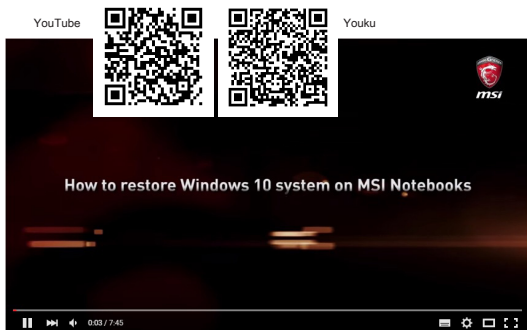 YouTube
Youku
msi
How to restore Windows 10 system on MSI Notebooks
0:03 / 7:45